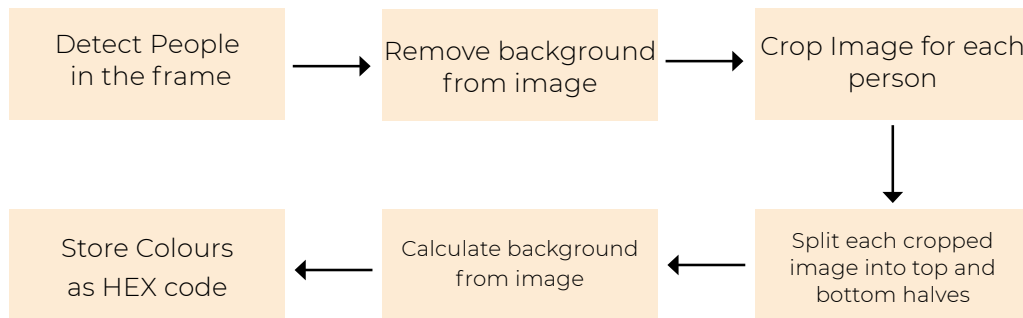 Detect People
in the frame
Remove background
from image
Crop Image for each
person
Split each cropped
image into top and
bottom halves
Calculate background
from image
Store Colours
as HEX code